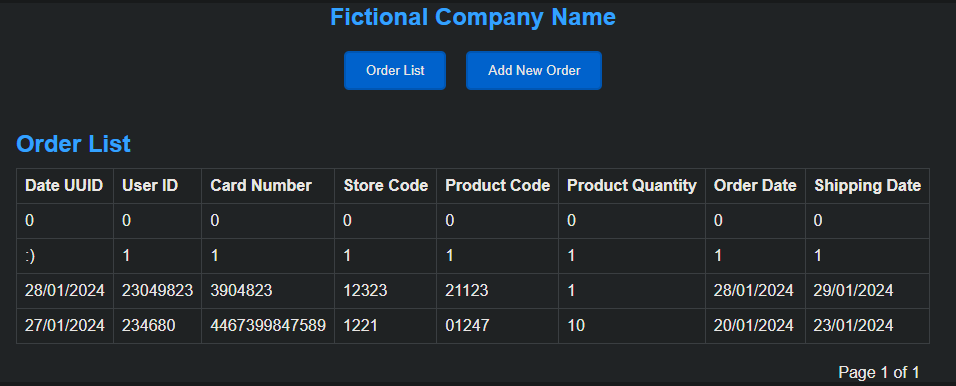 Fictional Company Name
Order List Add New Order
Order List
Date UUID User ID Card Number Store Code Product Code Product Quantity Order Date Shipping Date
0 0 0 0 0 0 0 0
:) 1 1 1 1 1 1 1
28/01/2024 23049823 3904823 12323 21123 1 28/01/2024 29/01/2024
27/01/2024 234680 4467399847589 1221 01247 10 20/01/2024 23/01/2024
Page 1 of 1